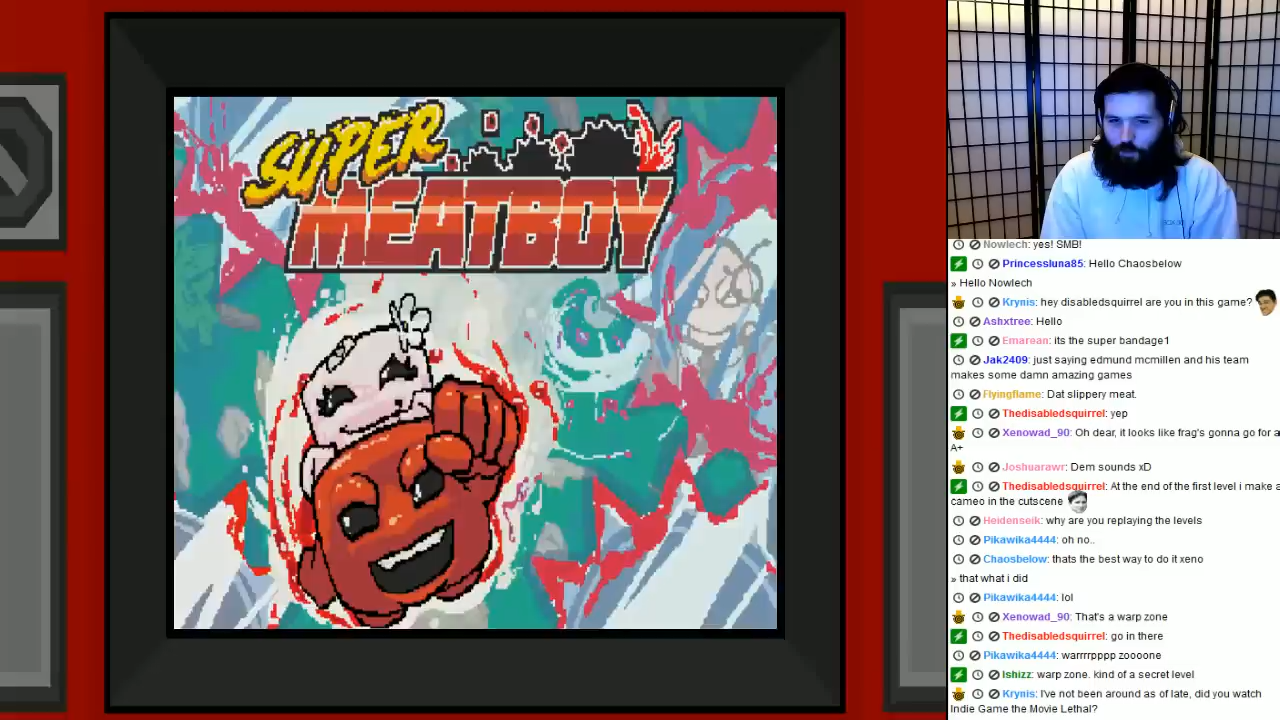 SUPER
MEATBOY
Nowlech: yes! SMB!
Princessluna85: Hello Chaosbelow
» Hello Nowlech
Krynis: hey disabledsquirrel are you in this game?
Ashxtree: Hello
Emarean: its the super bandage1
Jak2409: just saying edmund mcmillen and his team
makes some damn amazing games
Flyingflame: Dat slippery meat.
Thedisabledsquirrel: yep
Xenowad_90: Oh dear, it looks like frag's gonna go for a
A+
Joshuarawr: Dem sounds xD
Thedisabledsquirrel: At the end of the first level i make a
cameo in the cutscene
Heidenseik: why are you replaying the levels
Pikawika4444: oh no..
Chaosbelow: thats the best way to do it xeno
» that what i did
Pikawika4444: lol
Xenowad_90: That's a warp zone
Thedisabledsquirrel: go in there
Pikawika4444: warrrrpppp zoooone
Ishizz: warp zone. kind of a secret level
Krynis: I've not been around as of late, did you watch
Indie Game the Movie Lethal?